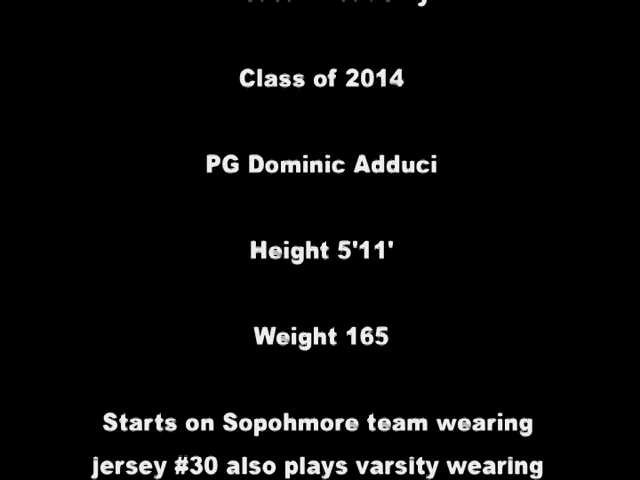 Class of 2014
PG Dominic Adduci
Height 5'11'
Weight 165
Starts on Sopohmore team wearing
jersey #30 also plays varsity wearing